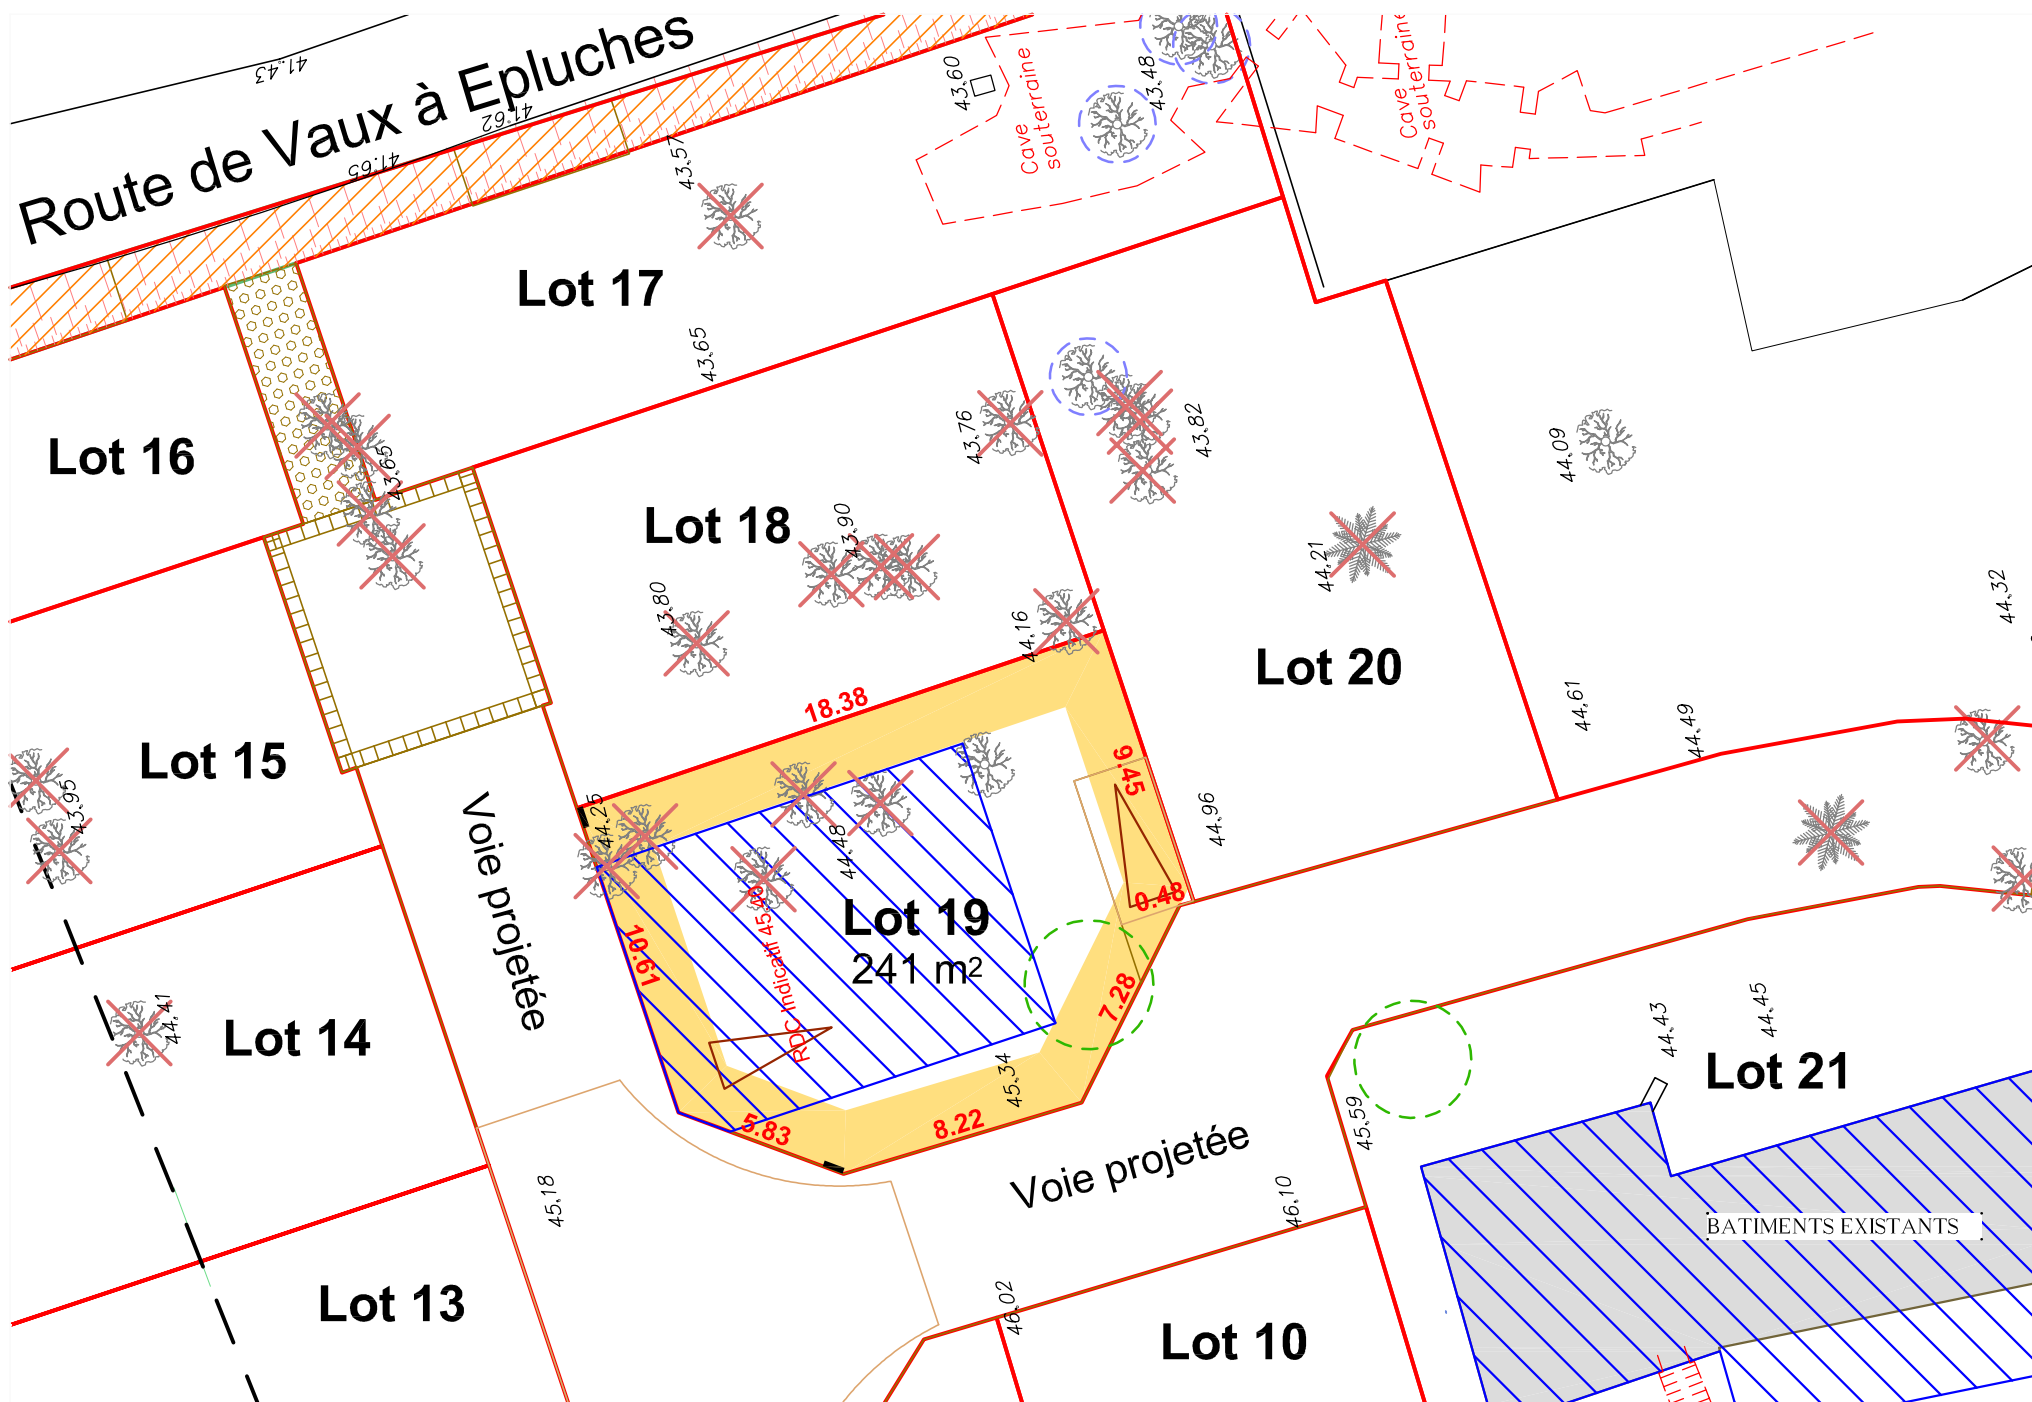 Route de Vaux à Epluches
41.43
41.62
41.65
43.57
43.60
43.48
Cave
souterraine
Cave
souterraine
Lot 17
43.65
Lot 16
43.65
43.76
43.82
44.09
Lot 18
43.90
43.80
44.16
44.21
44.32
Lot 20
44.61
44.49
18.38
9.45
Lot 15
43.95
44.25
44.48
44.96
Voie projetée
0.48
Lot 19
241 m²
RDC Indicatif 45.40
10.61
7.28
Lot 14
44.41
45.34
5.83
8.22
44.43
44.45
Lot 21
45.59
Voie projetée
45.18
46.10
BATIMENTS EXISTANTS
Lot 13
46.02
Lot 10